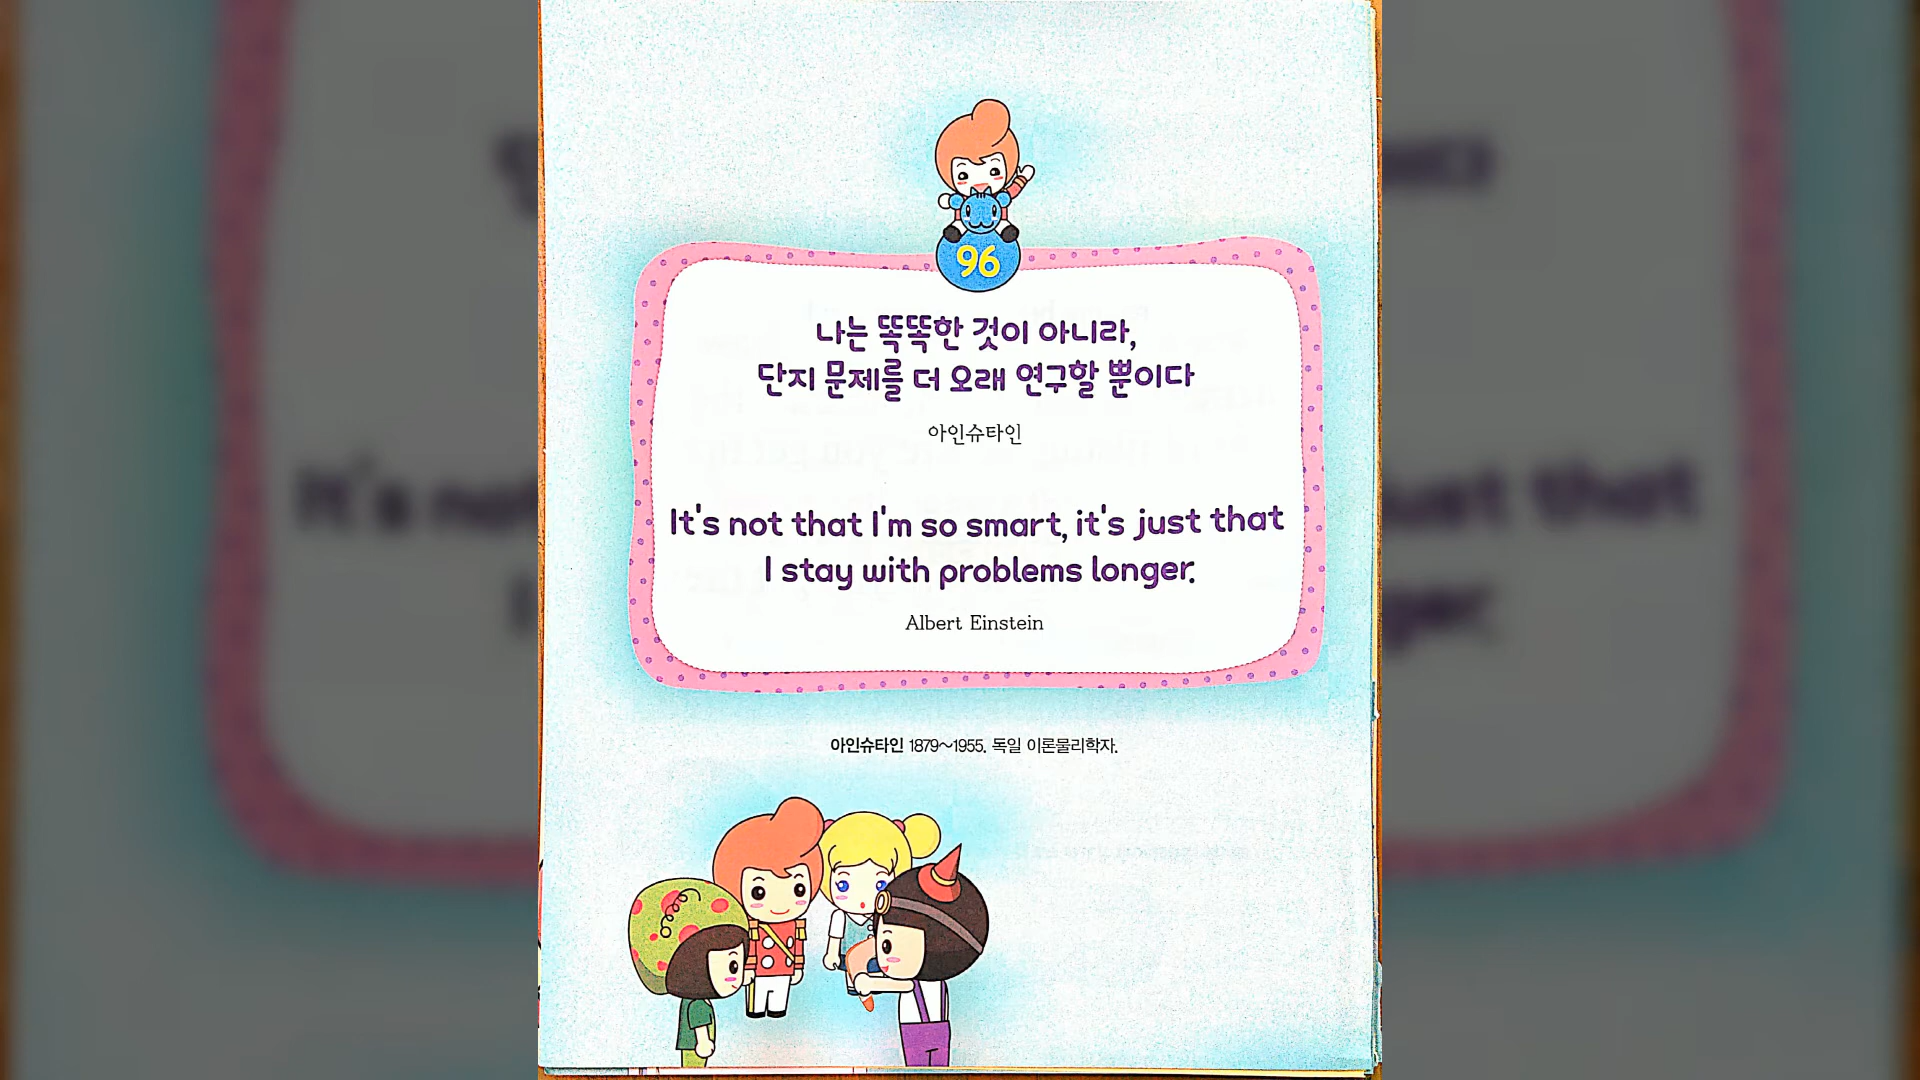 96
나는 똑똑한 것이 아니라,
단지 문제를 더 오래 연구할 뿐이다
아인슈타인
It's not that I'm so smart, it's just that
I stay with problems longer.
Albert Einstein
아인슈타인 1879~1955. 독일 이론물리학자.